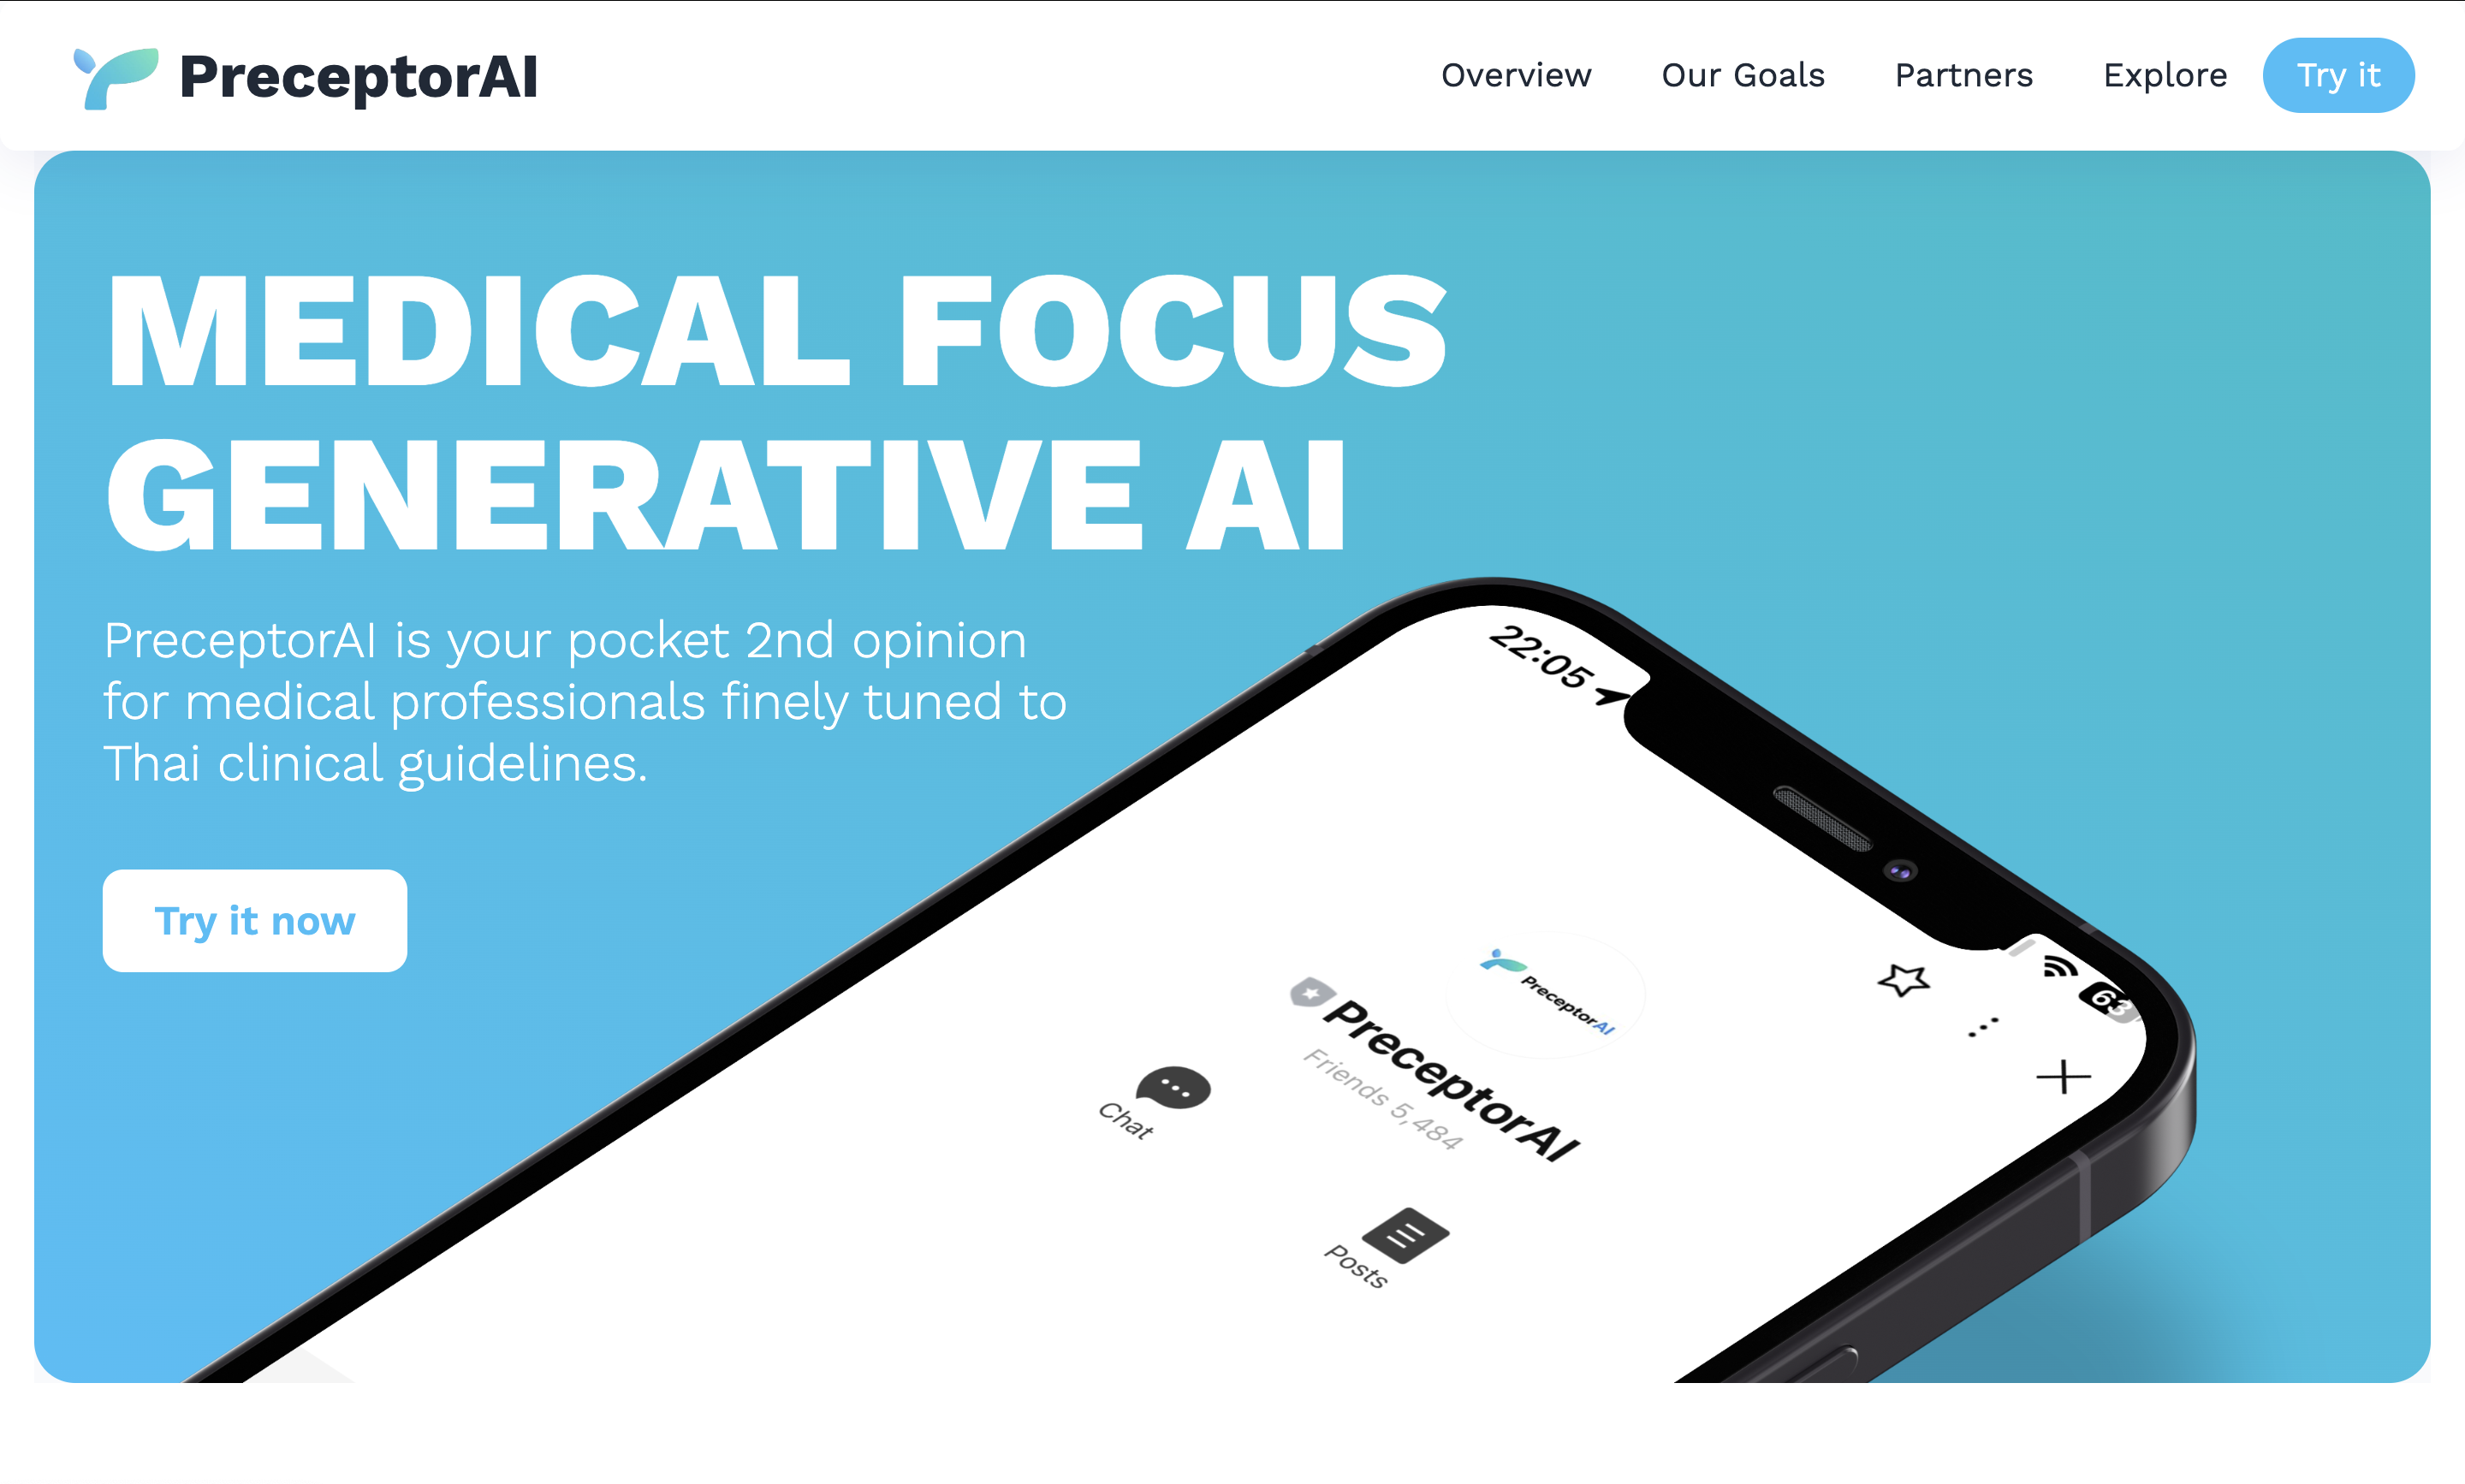 PreceptorAI
Overview
Our Goals
Partners
Explore
Try it
MEDICAL FOCUS
GENERATIVE AI
PreceptorAI is your pocket 2nd opinion
for medical professionals finely tuned to
Thai clinical guidelines.
Try it now
22:05
63
PreceptorAI
PreceptorAI
Friends 5,484
Chat
Posts